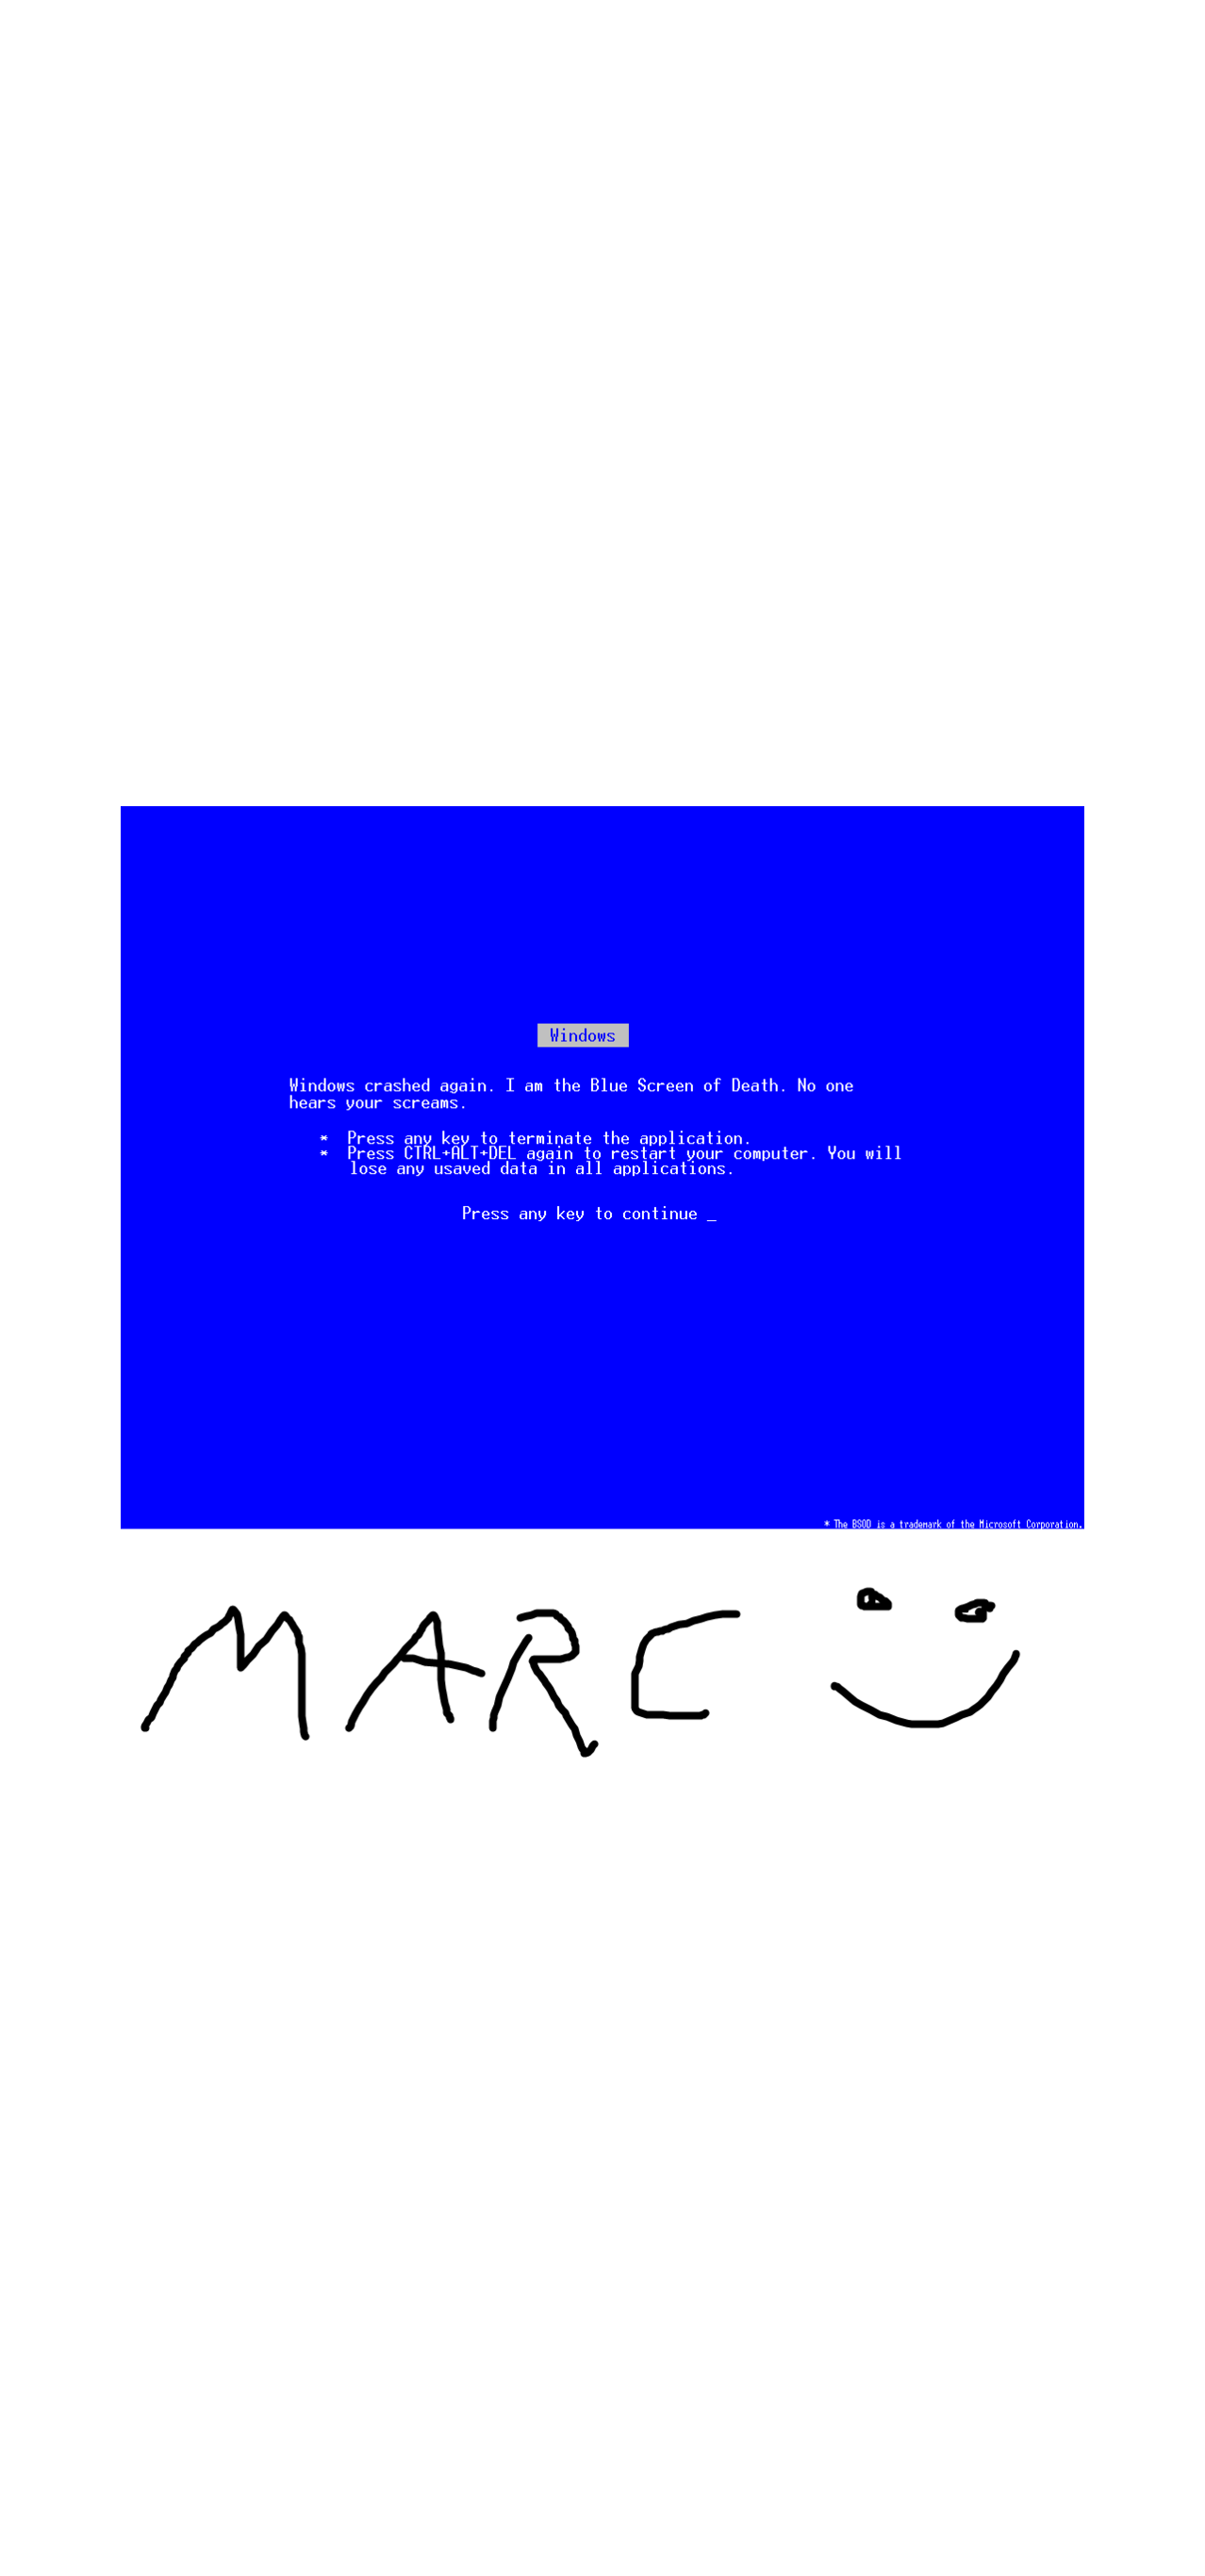 Windows
Windows crashed again. I am the Blue Screen of Death. No one
hears your screams.
* Press any key to terminate the application.
* Press CTRL+ALT+DEL again to restart your computer. You will
lose any usaved data in all applications.
Press any key to continue _
* The BSOD is a trademark of the Microsoft Corporation.
MARC